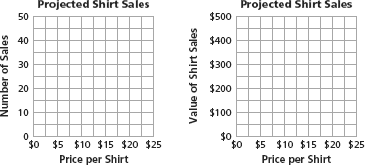 Projected Shirt Sales
Number of Sales
50
40
30
20
10
0
$0 $5 $10 $15 $20 $25
Price per Shirt
Projected Shirt Sales
Value of Shirt Sales
$500
$400
$300
$200
$100
$0
$0 $5 $10 $15 $20 $25
Price per Shirt